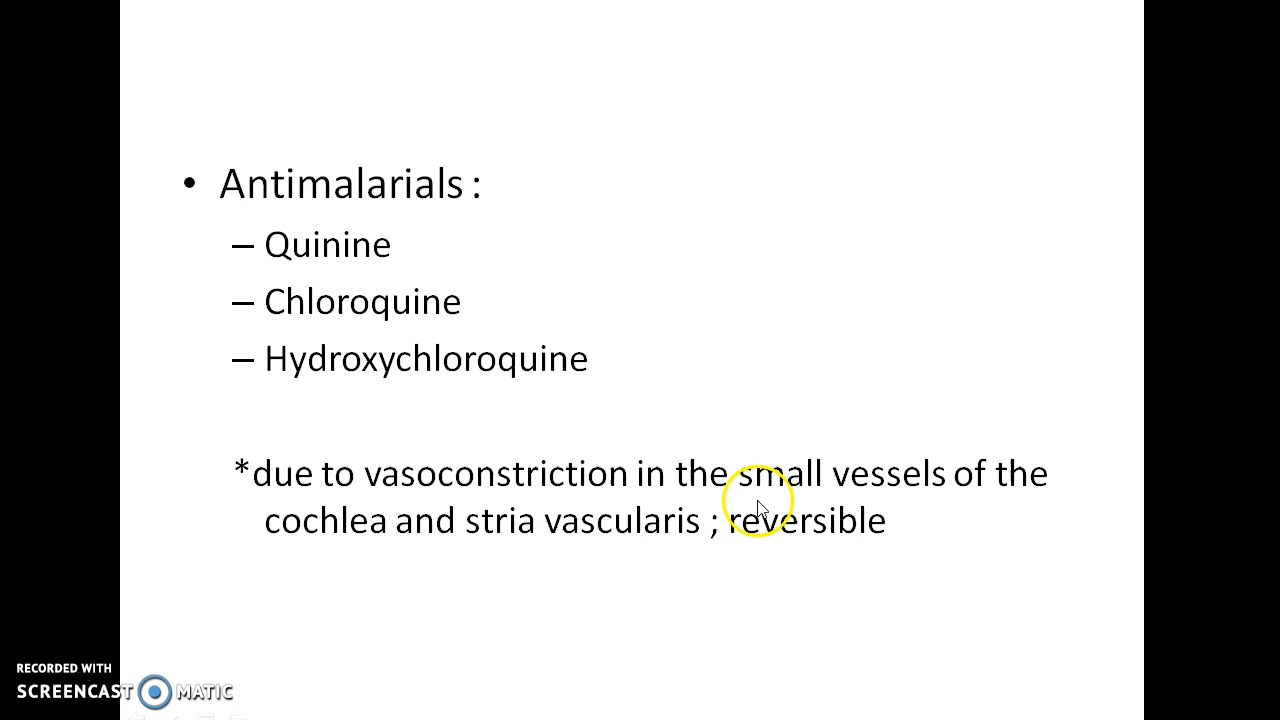 • Antimalarials :
– Quinine
– Chloroquine
– Hydroxychloroquine
*due to vasoconstriction in the small vessels of the
cochlea and stria vascularis ; reversible
RECORDED WITH
SCREENCAST MATIC